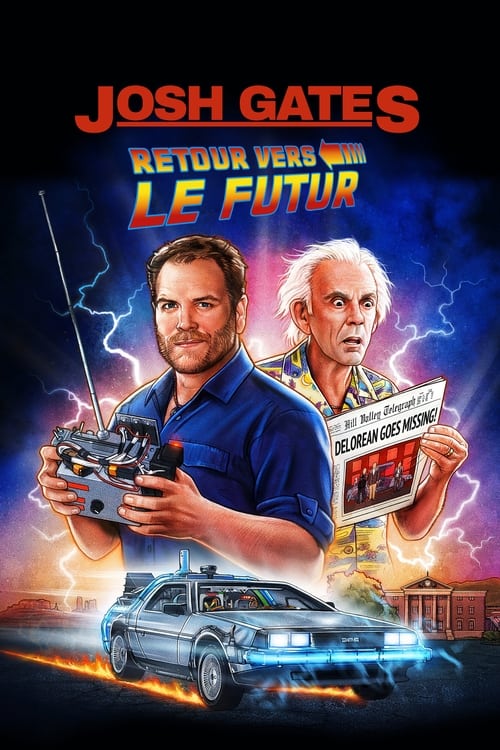 JOSH GATES
RETOUR VERS
LE FUTUR
Hill Valley Telegraph
DELOREAN GOES MISSING!